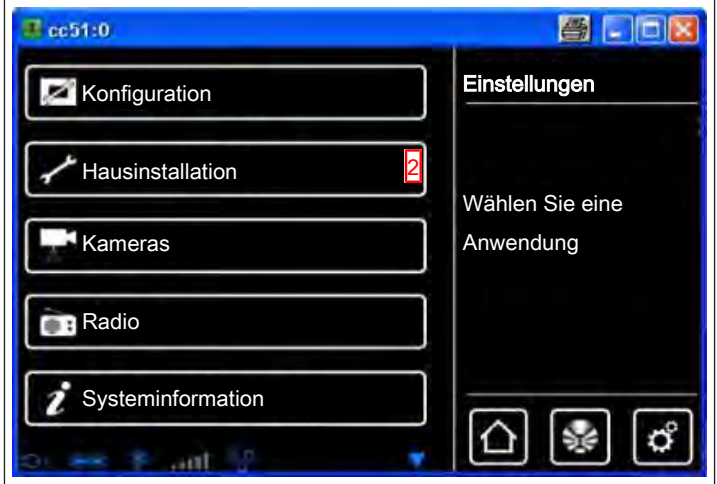 cc51:0
Konfiguration
Hausinstallation
2
Kameras
Radio
Systeminformation
Einstellungen
Wählen Sie eine
Anwendung